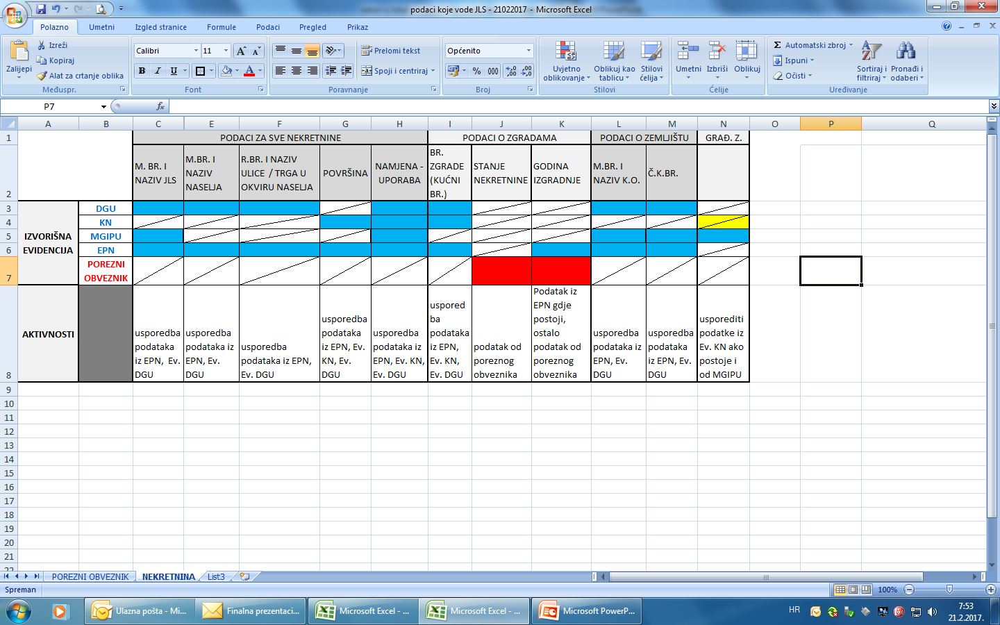 podaci koje vode JLS - 21022017 - Microsoft Excel
Polazno Umetni Izgled stranice Formule Podaci Pregled Prikaz
Zalijepi
Izreži
Kopiraj
Alat za crtanje oblika
Međuspr.
Calibri 11
B I U
Font
Prelomi tekst
Spoji i centriraj
Poravnanje
Općenito
% 000
Broj
Uvjetno oblikovanje
Oblikuj kao tablicu
Stilovi ćelija
Stilovi
Umetni Izbriši Oblikuj
Ćelije
Σ Automatski zbroj
Ispuni
Očisti
Sortiraj i filtriraj
Pronađi i odaberi
Uređivanje
P7 fx
A B C D E F G H I J K L M N O P Q
1 PODACI ZA SVE NEKRETNINE PODACI O ZGRADAMA PODACI O ZEMLJIŠTU GRAĐ. Z.
2
M. BR. I NAZIV JLS
M.BR. I NAZIV NASELJA
R.BR. I NAZIV ULICE / TRGA U OKVIRU NASELJA
POVRŠINA
NAMJENA - UPORABA
BR. ZGRADE (KUĆNI BR.)
STANJE NEKRETNINE
GODINA IZGRADNJE
M.BR. I NAZIV K.O.
Č.K.BR.
IZVORIŠNA EVIDENCIJA
3 DGU
4 KN
5 MGIPU
6 EPN
7 POREZNI OBVEZNIK
8 AKTIVNOSTI
usporedba podataka iz EPN, Ev. DGU
usporedba podataka iz EPN, Ev. DGU
usporedba podataka iz EPN, Ev. DGU
usporedba podataka iz EPN, Ev. KN, Ev. DGU
usporedba podataka iz EPN, Ev. KN, Ev. DGU
uspored ba podataka iz EPN, Ev. KN, Ev. DGU
podatak od poreznog obveznika
Podatak iz EPN gdje postoji, ostalo podatak od poreznog obveznika
usporedba podataka iz EPN, Ev. DGU
usporedba podataka iz EPN, Ev. DGU
usporediti podatke iz Ev. KN ako postoje i od MGIPU
9
10
11
12
13
14
15
16
17
18
19
20
21
22
POREZNI OBVEZNIK NEKRETNINA List3
Spreman 100%
Ulazna pošta - Mi...
Finalna prezentaci...
Microsoft Excel - ...
Microsoft Excel - ...
Microsoft PowerP...
HR
7:53
21.2.2017.